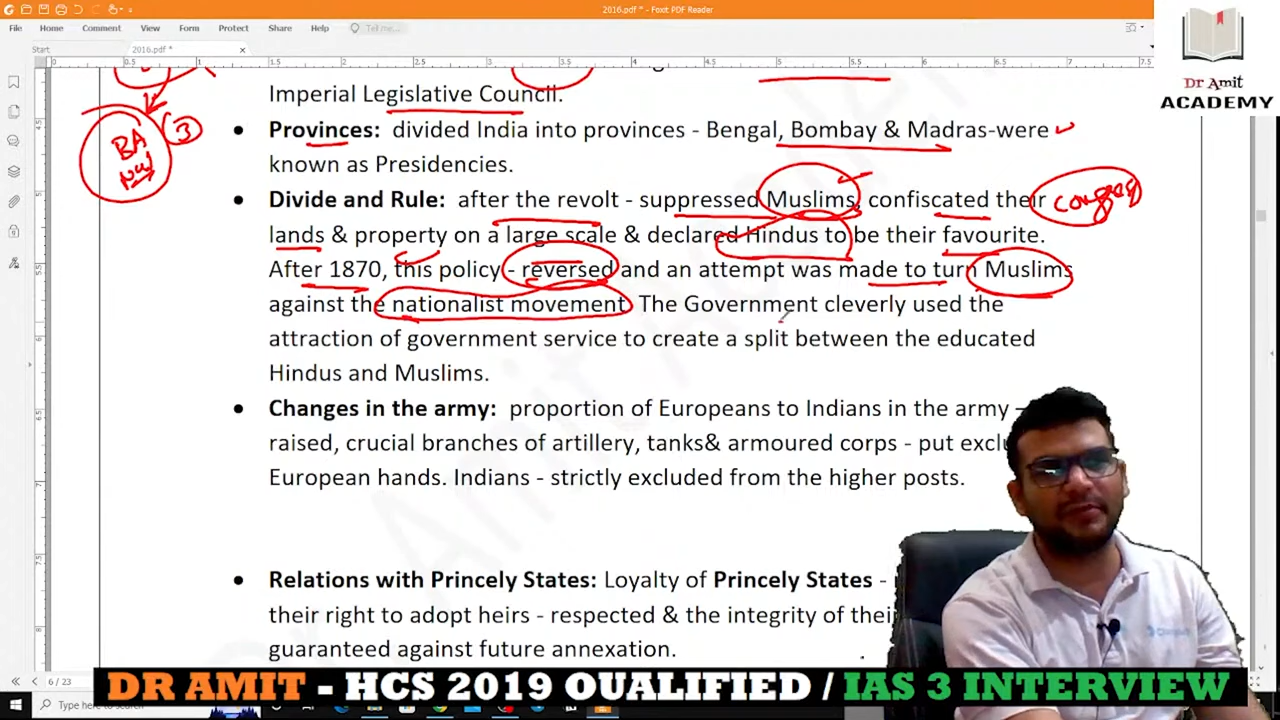 2016.pdf * - Foxit PDF Reader
File Home Comment View Form Protect Share Help Tell me...
Start 2016.pdf *
Dr Amit
ACADEMY
Imperial Legislative Council.
Provinces: divided India into provinces - Bengal, Bombay & Madras-were
known as Presidencies.
BA
3
Divide and Rule: after the revolt - suppressed Muslims, confiscated their
congress
lands & property on a large scale & declared Hindus to be their favourite.
After 1870, this policy - reversed and an attempt was made to turn Muslims
against the nationalist movement. The Government cleverly used the
attraction of government service to create a split between the educated
Hindus and Muslims.
Changes in the army: proportion of Europeans to Indians in the army –
raised, crucial branches of artillery, tanks& armoured corps - put
European hands. Indians - strictly excluded from the higher posts.
Relations with Princely States: Loyalty of Princely States -
their right to adopt heirs - respected & the integrity of
guaranteed against future annexation.
6 / 23
DR AMIT - HCS 2019 QUALIFIED / IAS 3 INTERVIEW
Type here to search